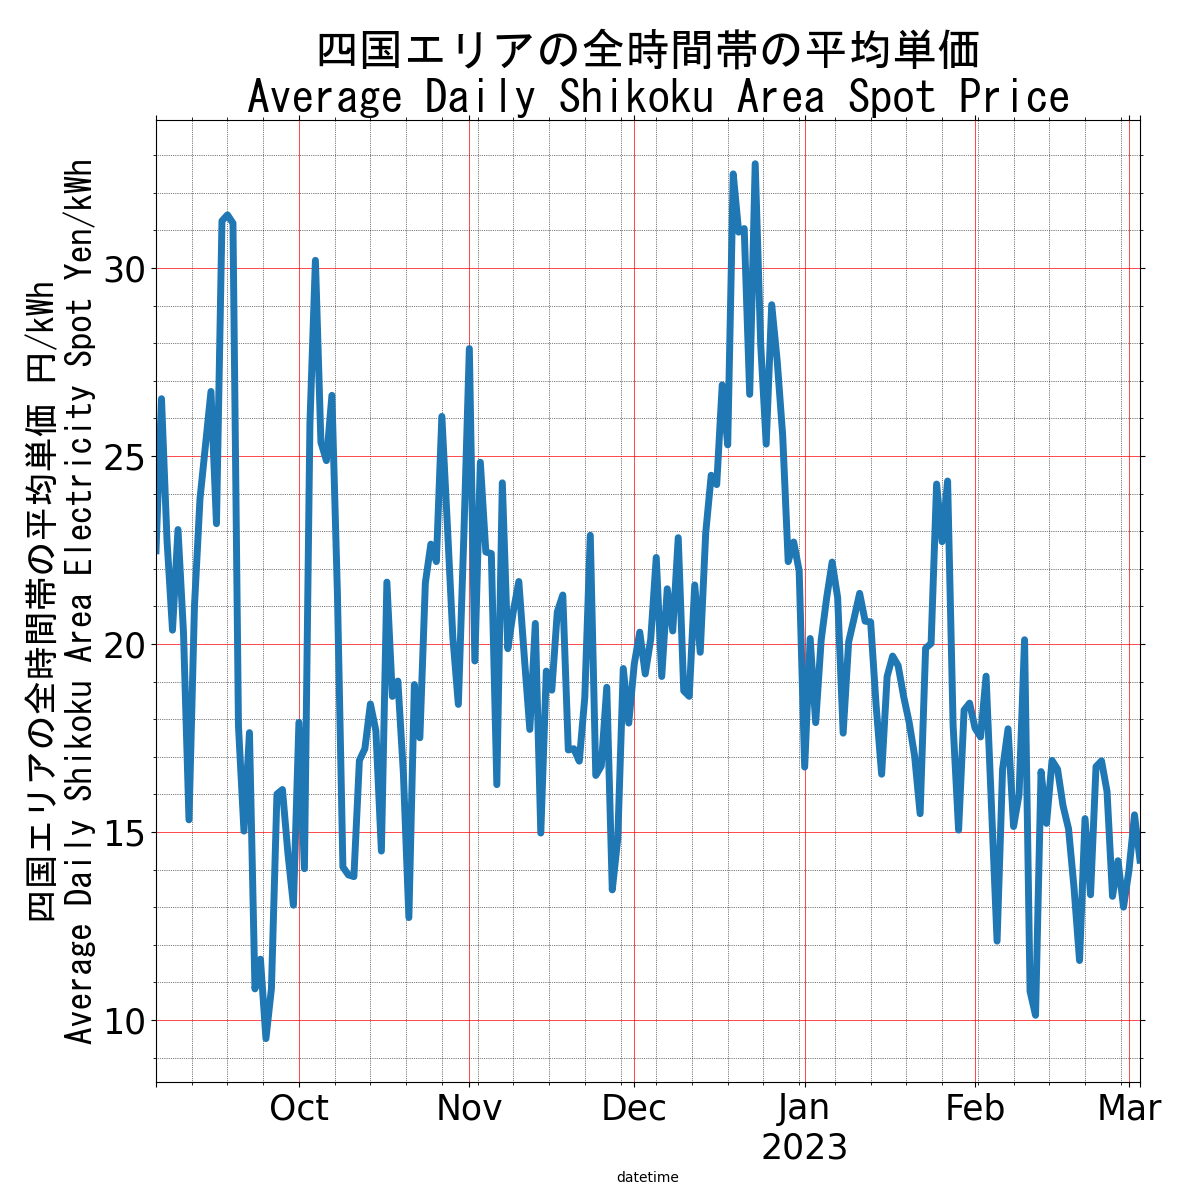 四国エリアの全時間帯の平均単価
Average Daily Shikoku Area Spot Price
四国エリアの全時間帯の平均単価 円/kWh
Average Daily Shikoku Area Electricity Spot Yen/kWh
30
25
20
15
10
Oct
Nov
Dec
Jan
2023
Feb
Mar
datetime